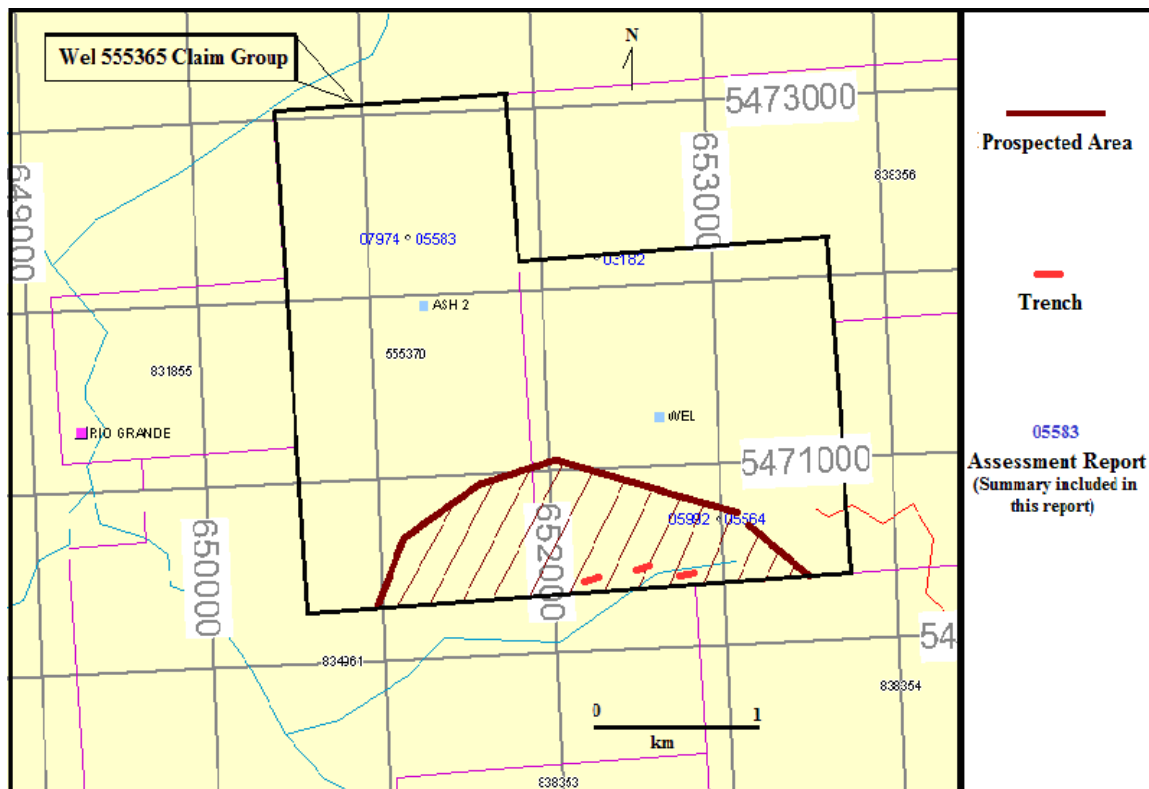 Wel 555365 Claim Group
N
5473000
649000
653000
838356
07974 05583
03182
ASH 2
555370
831855
WEL
RIO GRANDE
5471000
05992 05564
650000
652000
54
834961
838354
0 1
km
838353
Prospected Area
Trench
05583
Assessment Report
(Summary included in
this report)